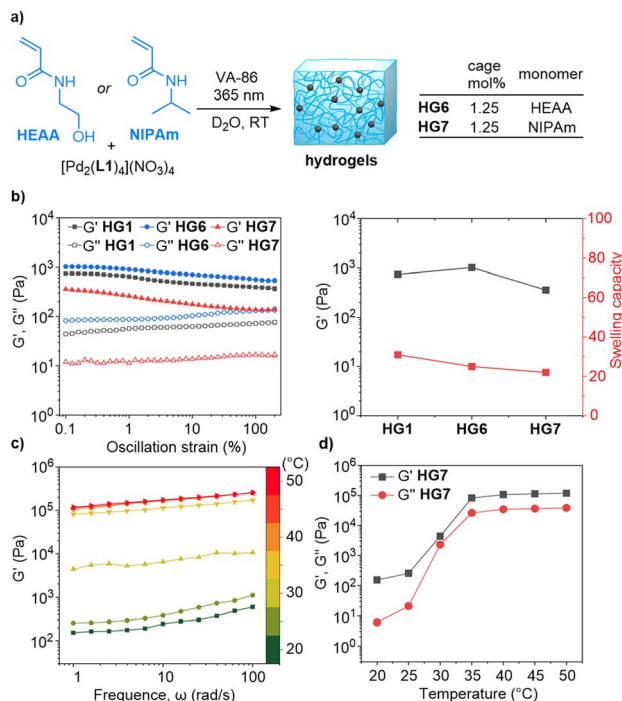 a)
O
N
H
OH
HEAA
or
O
N
H
NIPAm
+
[Pd2(L1)4](NO3)4
VA-86
365 nm
D2O, RT
hydrogels
cage mol% monomer
HG6 1.25 HEAA
HG7 1.25 NIPAm
b)
G' HG1 G' HG6 G' HG7
G'' HG1 G'' HG6 G'' HG7
G', G'' (Pa)
10^4
10^3
10^2
10^1
10^0
0.1 1 10 100
Oscillation strain (%)
G' (Pa)
10^4
10^3
10^2
10^1
10^0
HG1 HG6 HG7
100
80
60
40
20
0
Swelling capacity
c)
(°C)
G' (Pa)
10^6
10^5
10^4
10^3
10^2
1 10 100
Frequence, ω (rad/s)
50
40
30
20
d)
G' HG7
G'' HG7
G', G'' (Pa)
10^6
10^5
10^4
10^3
10^2
10^1
10^0
20 25 30 35 40 45 50
Temperature (°C)